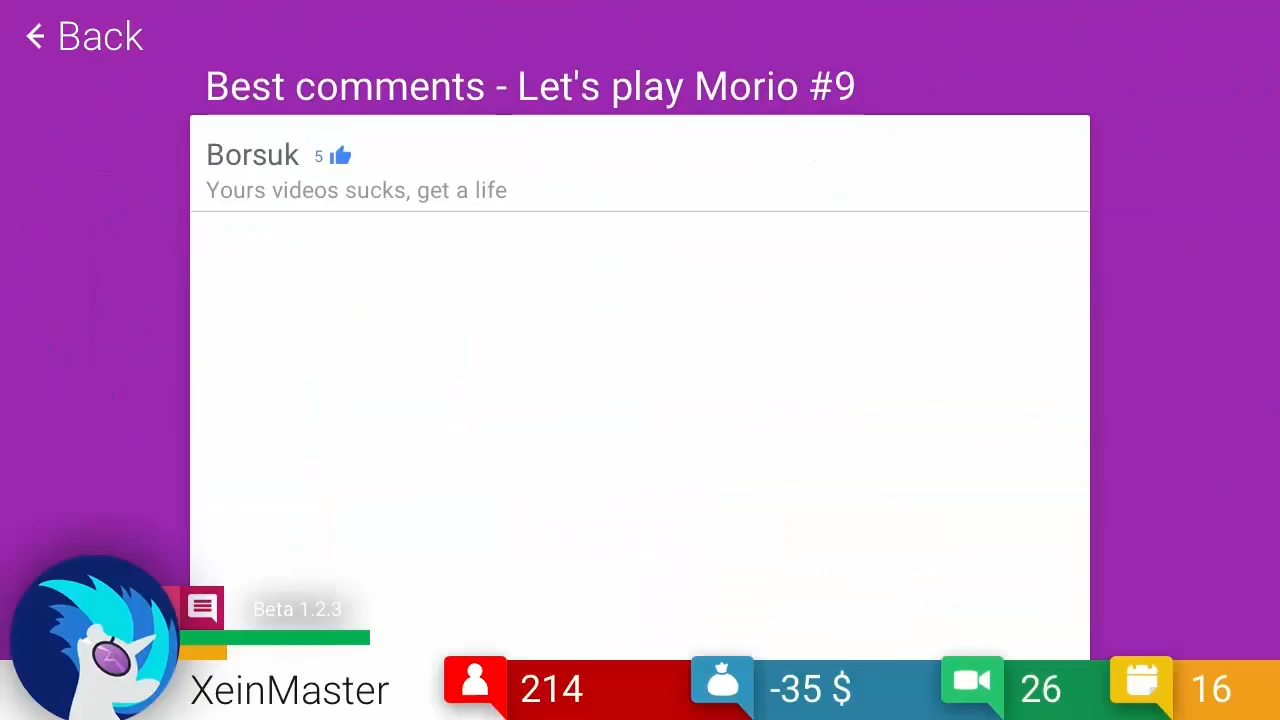 Back
Best comments - Let's play Morio #9
Borsuk 5
Yours videos sucks, get a life
Beta 1.2.3
XeinMaster 214 -35 $ 26 16